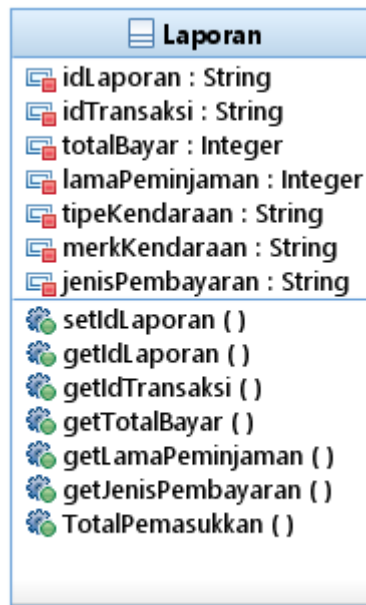 Laporan
idLaporan : String
idTransaksi : String
totalBayar : Integer
lamaPeminjaman : Integer
tipeKendaraan : String
merkKendaraan : String
jenisPembayaran : String
setIdLaporan ( )
getIdLaporan ( )
getIdTransaksi ( )
getTotalBayar ( )
getLamaPeminjaman ( )
getJenisPembayaran ( )
TotalPemasukkan ( )